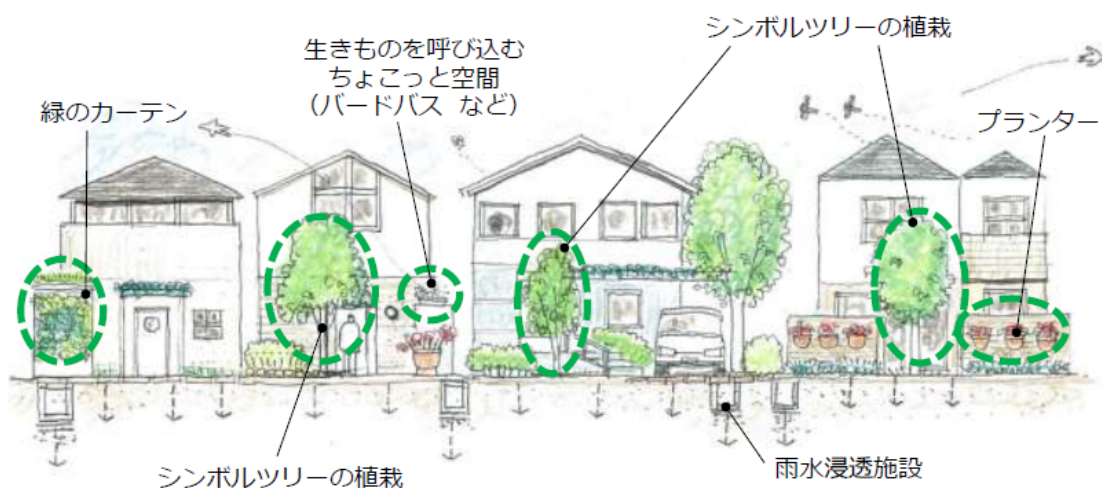 シンボルツリーの植栽
生きものを呼び込む
ちょこっと空間
（バードバス など）
緑のカーテン
プランター
シンボルツリーの植栽
雨水浸透施設